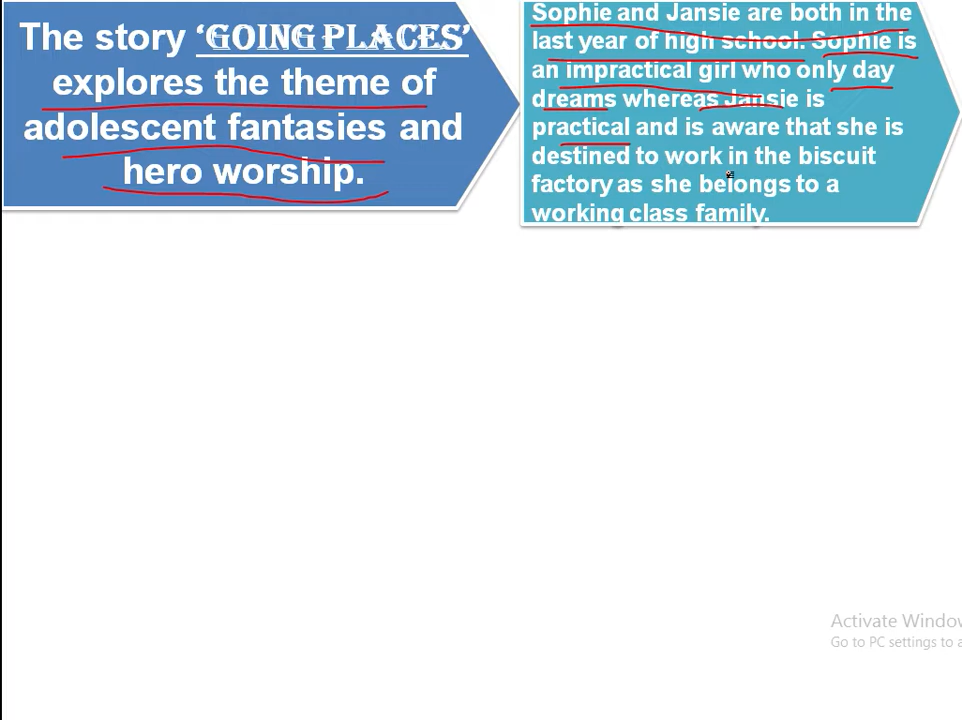 The story ‘GOING PLACES’
explores the theme of
adolescent fantasies and
hero worship.
Sophie and Jansie are both in the
last year of high school. Sophie is
an impractical girl who only day
dreams whereas Jansie is
practical and is aware that she is
destined to work in the biscuit
factory as she belongs to a
working class family.
Activate Window
Go to PC settings to a